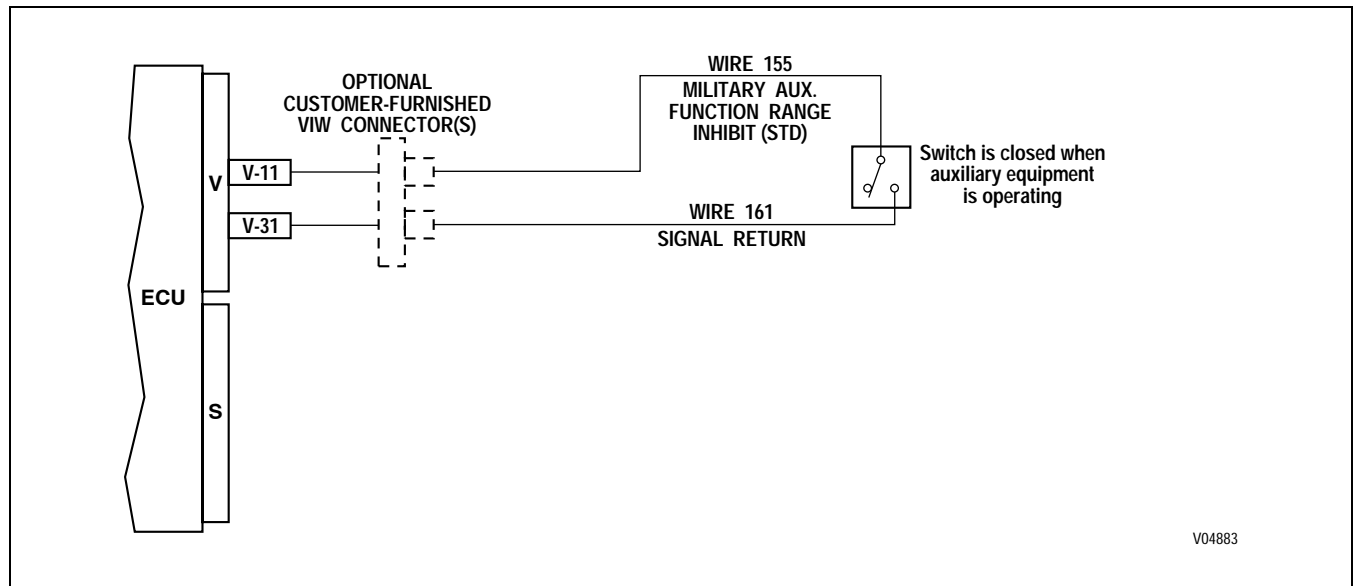 OPTIONAL
CUSTOMER-FURNISHED
VIW CONNECTOR(S)
WIRE 155
MILITARY AUX.
FUNCTION RANGE
INHIBIT (STD)
Switch is closed when
auxiliary equipment
is operating
V
V-11
V-31
WIRE 161
SIGNAL RETURN
ECU
S
V04883